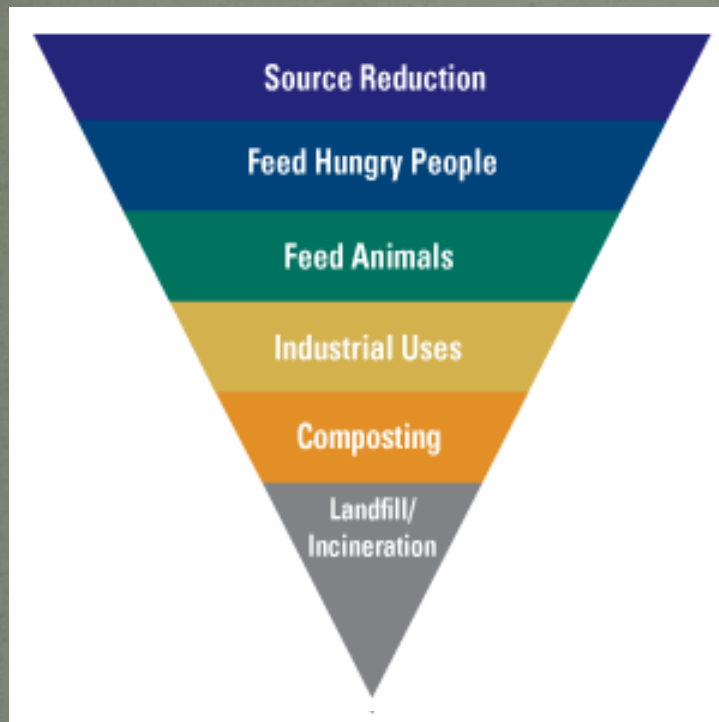 Source Reduction
Feed Hungry People
Feed Animals
Industrial Uses
Composting
Landfill/
Incineration